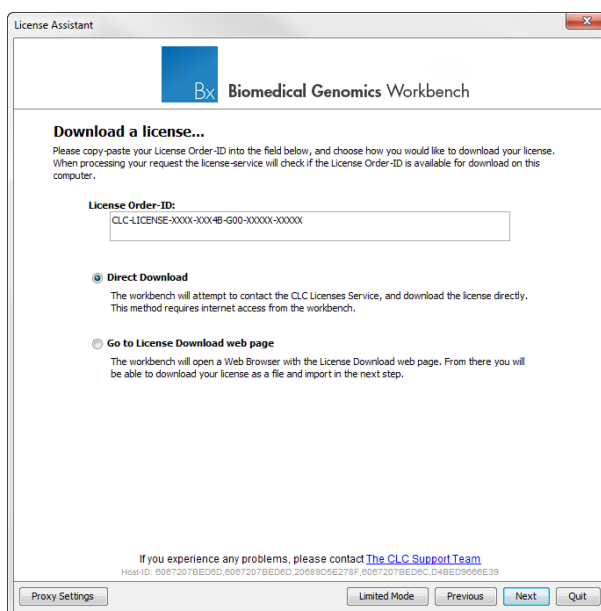 License Assistant
Bx Biomedical Genomics Workbench
Download a license...
Please copy-paste your License Order-ID into the field below, and choose how you would like to download your license.
When processing your request the license-service will check if the License Order-ID is available for download on this
computer.
License Order-ID:
CLC-LICENSE-XXXX-XXX4B-G00-XXXXX-XXXXX
Direct Download
The workbench will attempt to contact the CLC Licenses Service, and download the license directly.
This method requires internet access from the workbench.
Go to License Download web page
The workbench will open a Web Browser with the License Download web page. From there you will
be able to download your license as a file and import in the next step.
If you experience any problems, please contact The CLC Support Team
Host-ID: 6067207BED6D,6067207BED6D,20689D5E278F,6067207BED6C,D4BED9666E39
Proxy Settings Limited Mode Previous Next Quit